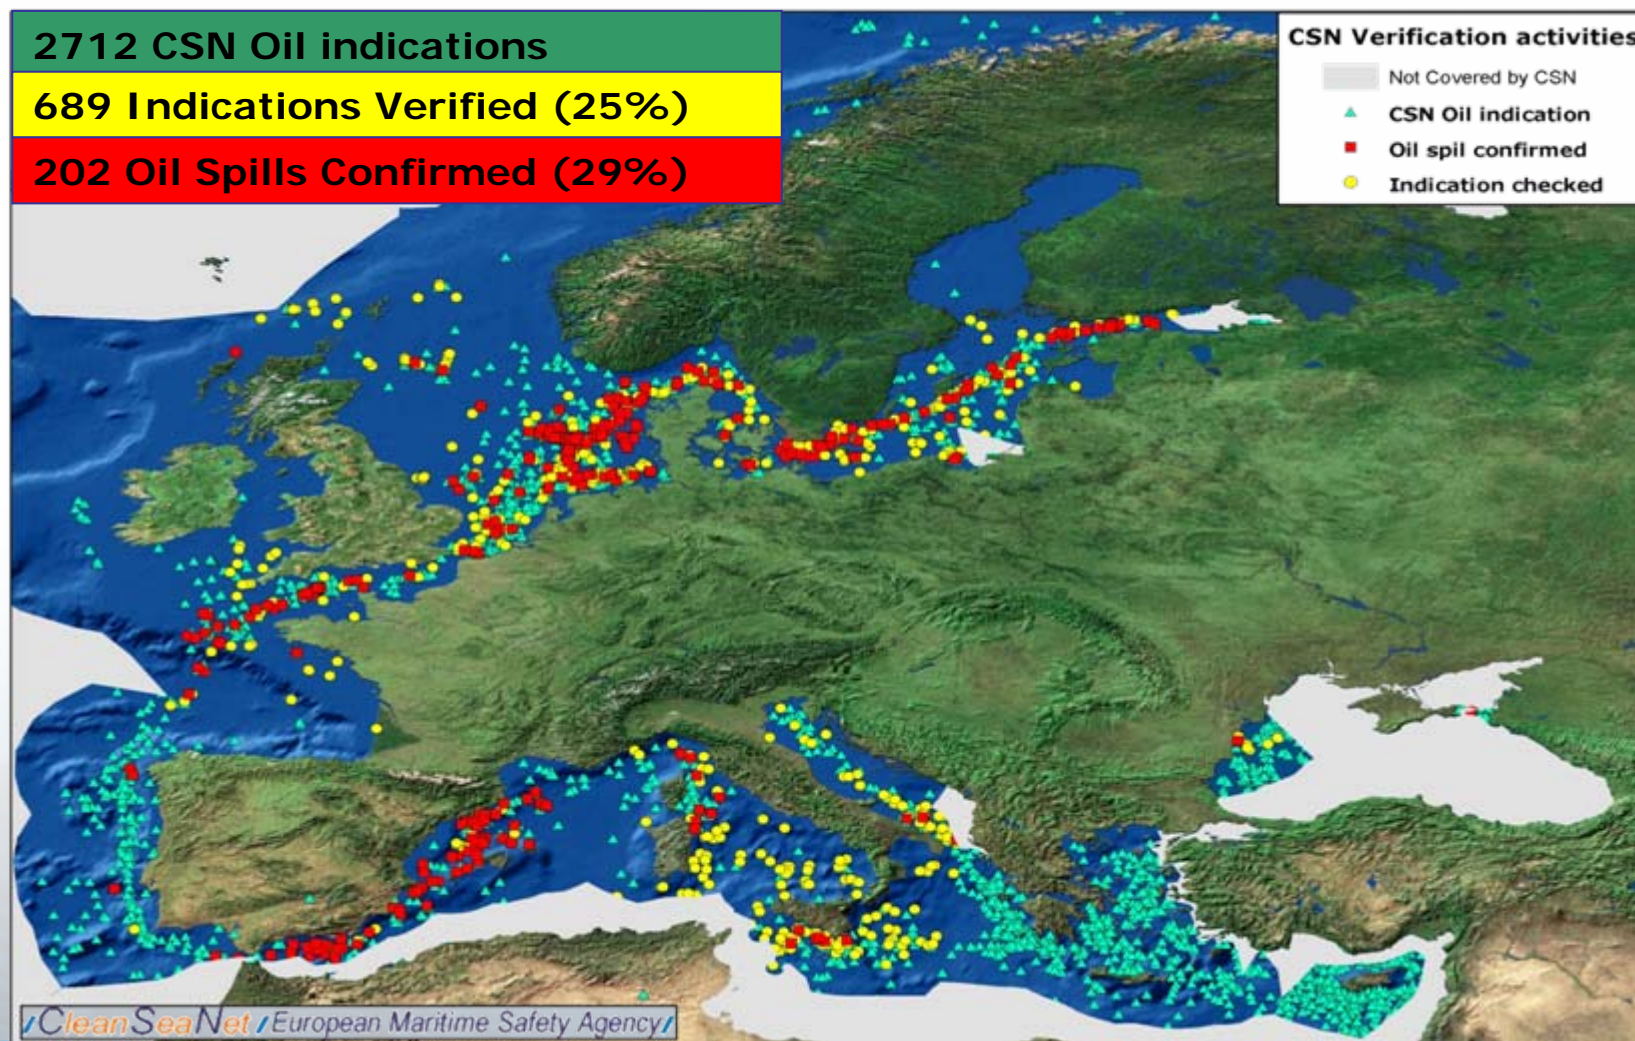 2712 CSN Oil indications
689 Indications Verified (25%)
202 Oil Spills Confirmed (29%)
CSN Verification activities
Not Covered by CSN
CSN Oil indication
Oil spil confirmed
Indication checked
CleanSeaNet / European Maritime Safety Agency